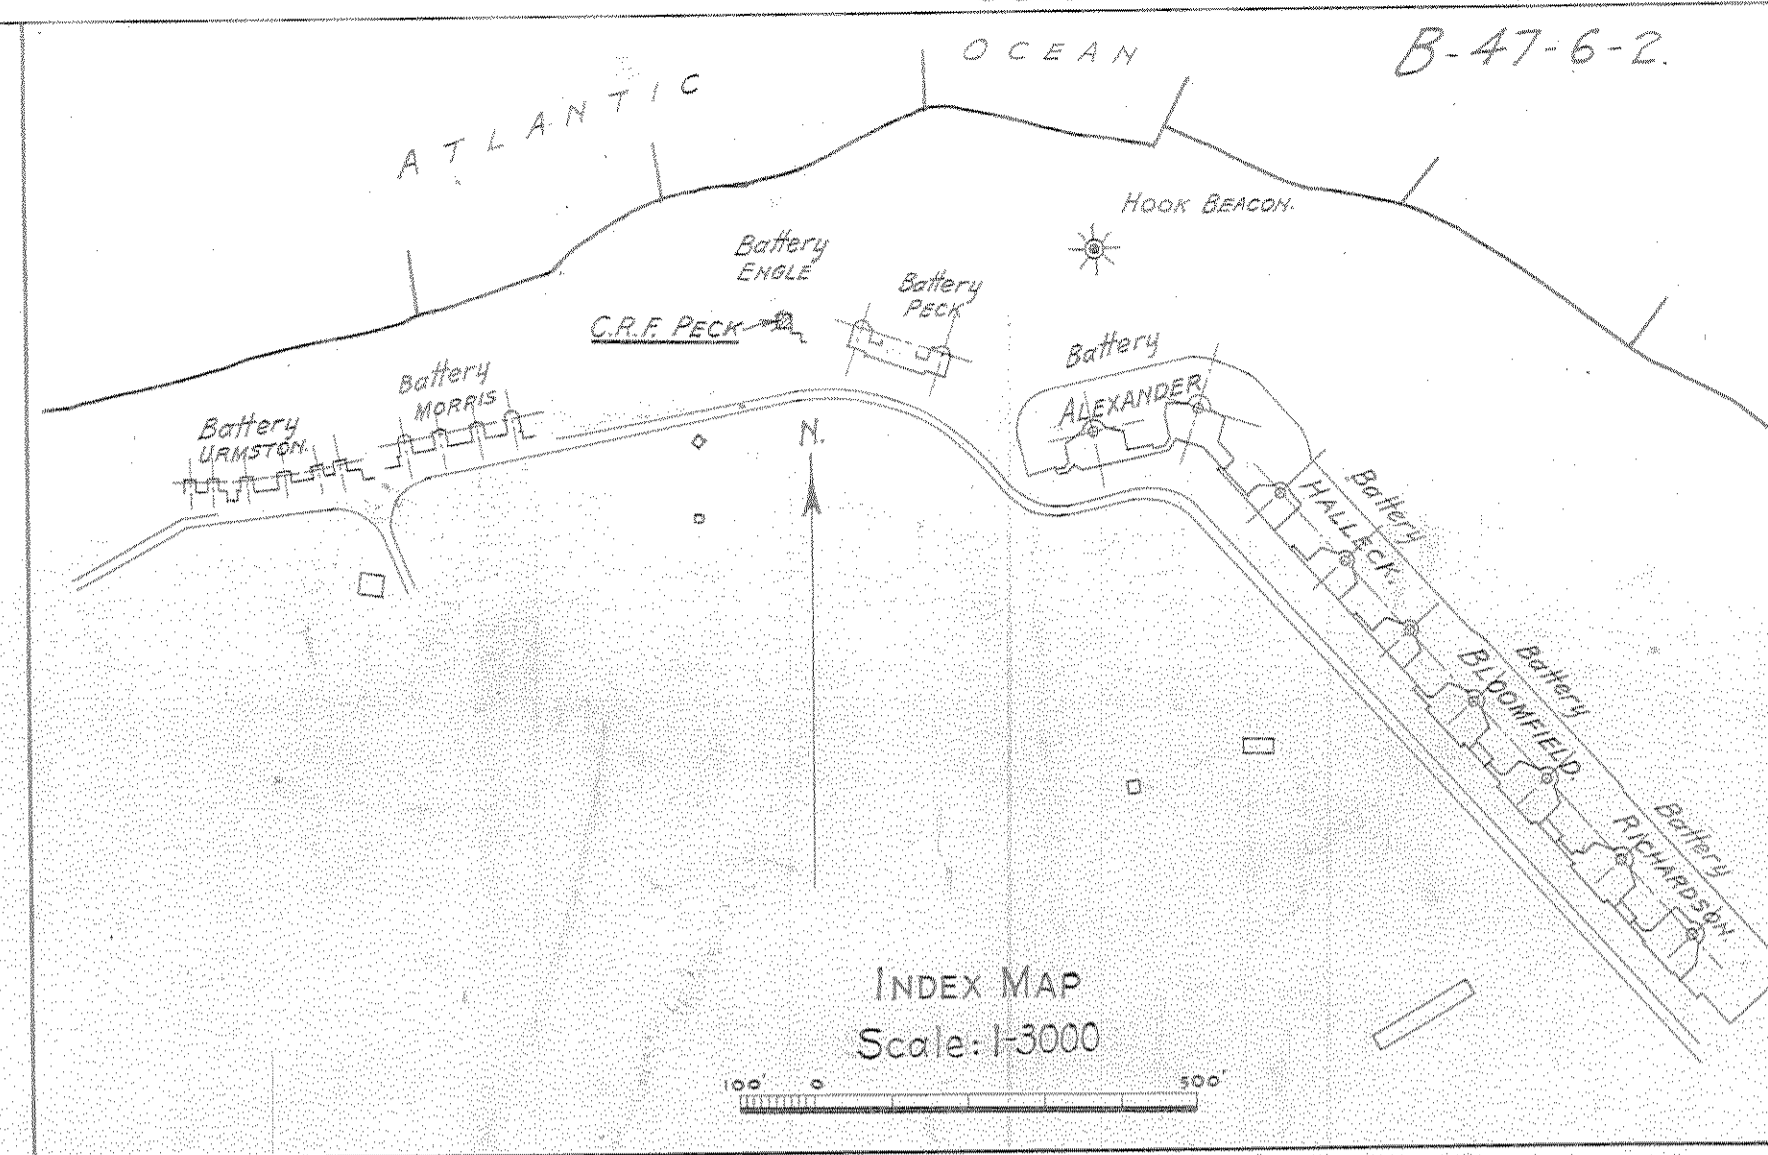 B-47-6-2.
ATLANTIC OCEAN
HOOK BEACON.
Battery
ENGLE
Battery
PECK
C.R.F. PECK
Battery
ALEXANDER
Battery
MORRIS
Battery
URMSTON.
N.
Battery
HALLECK.
Battery
BLOOMFIELD
Battery
RICHARDSON.
INDEX MAP
Scale: 1-3000
100' 0 500'